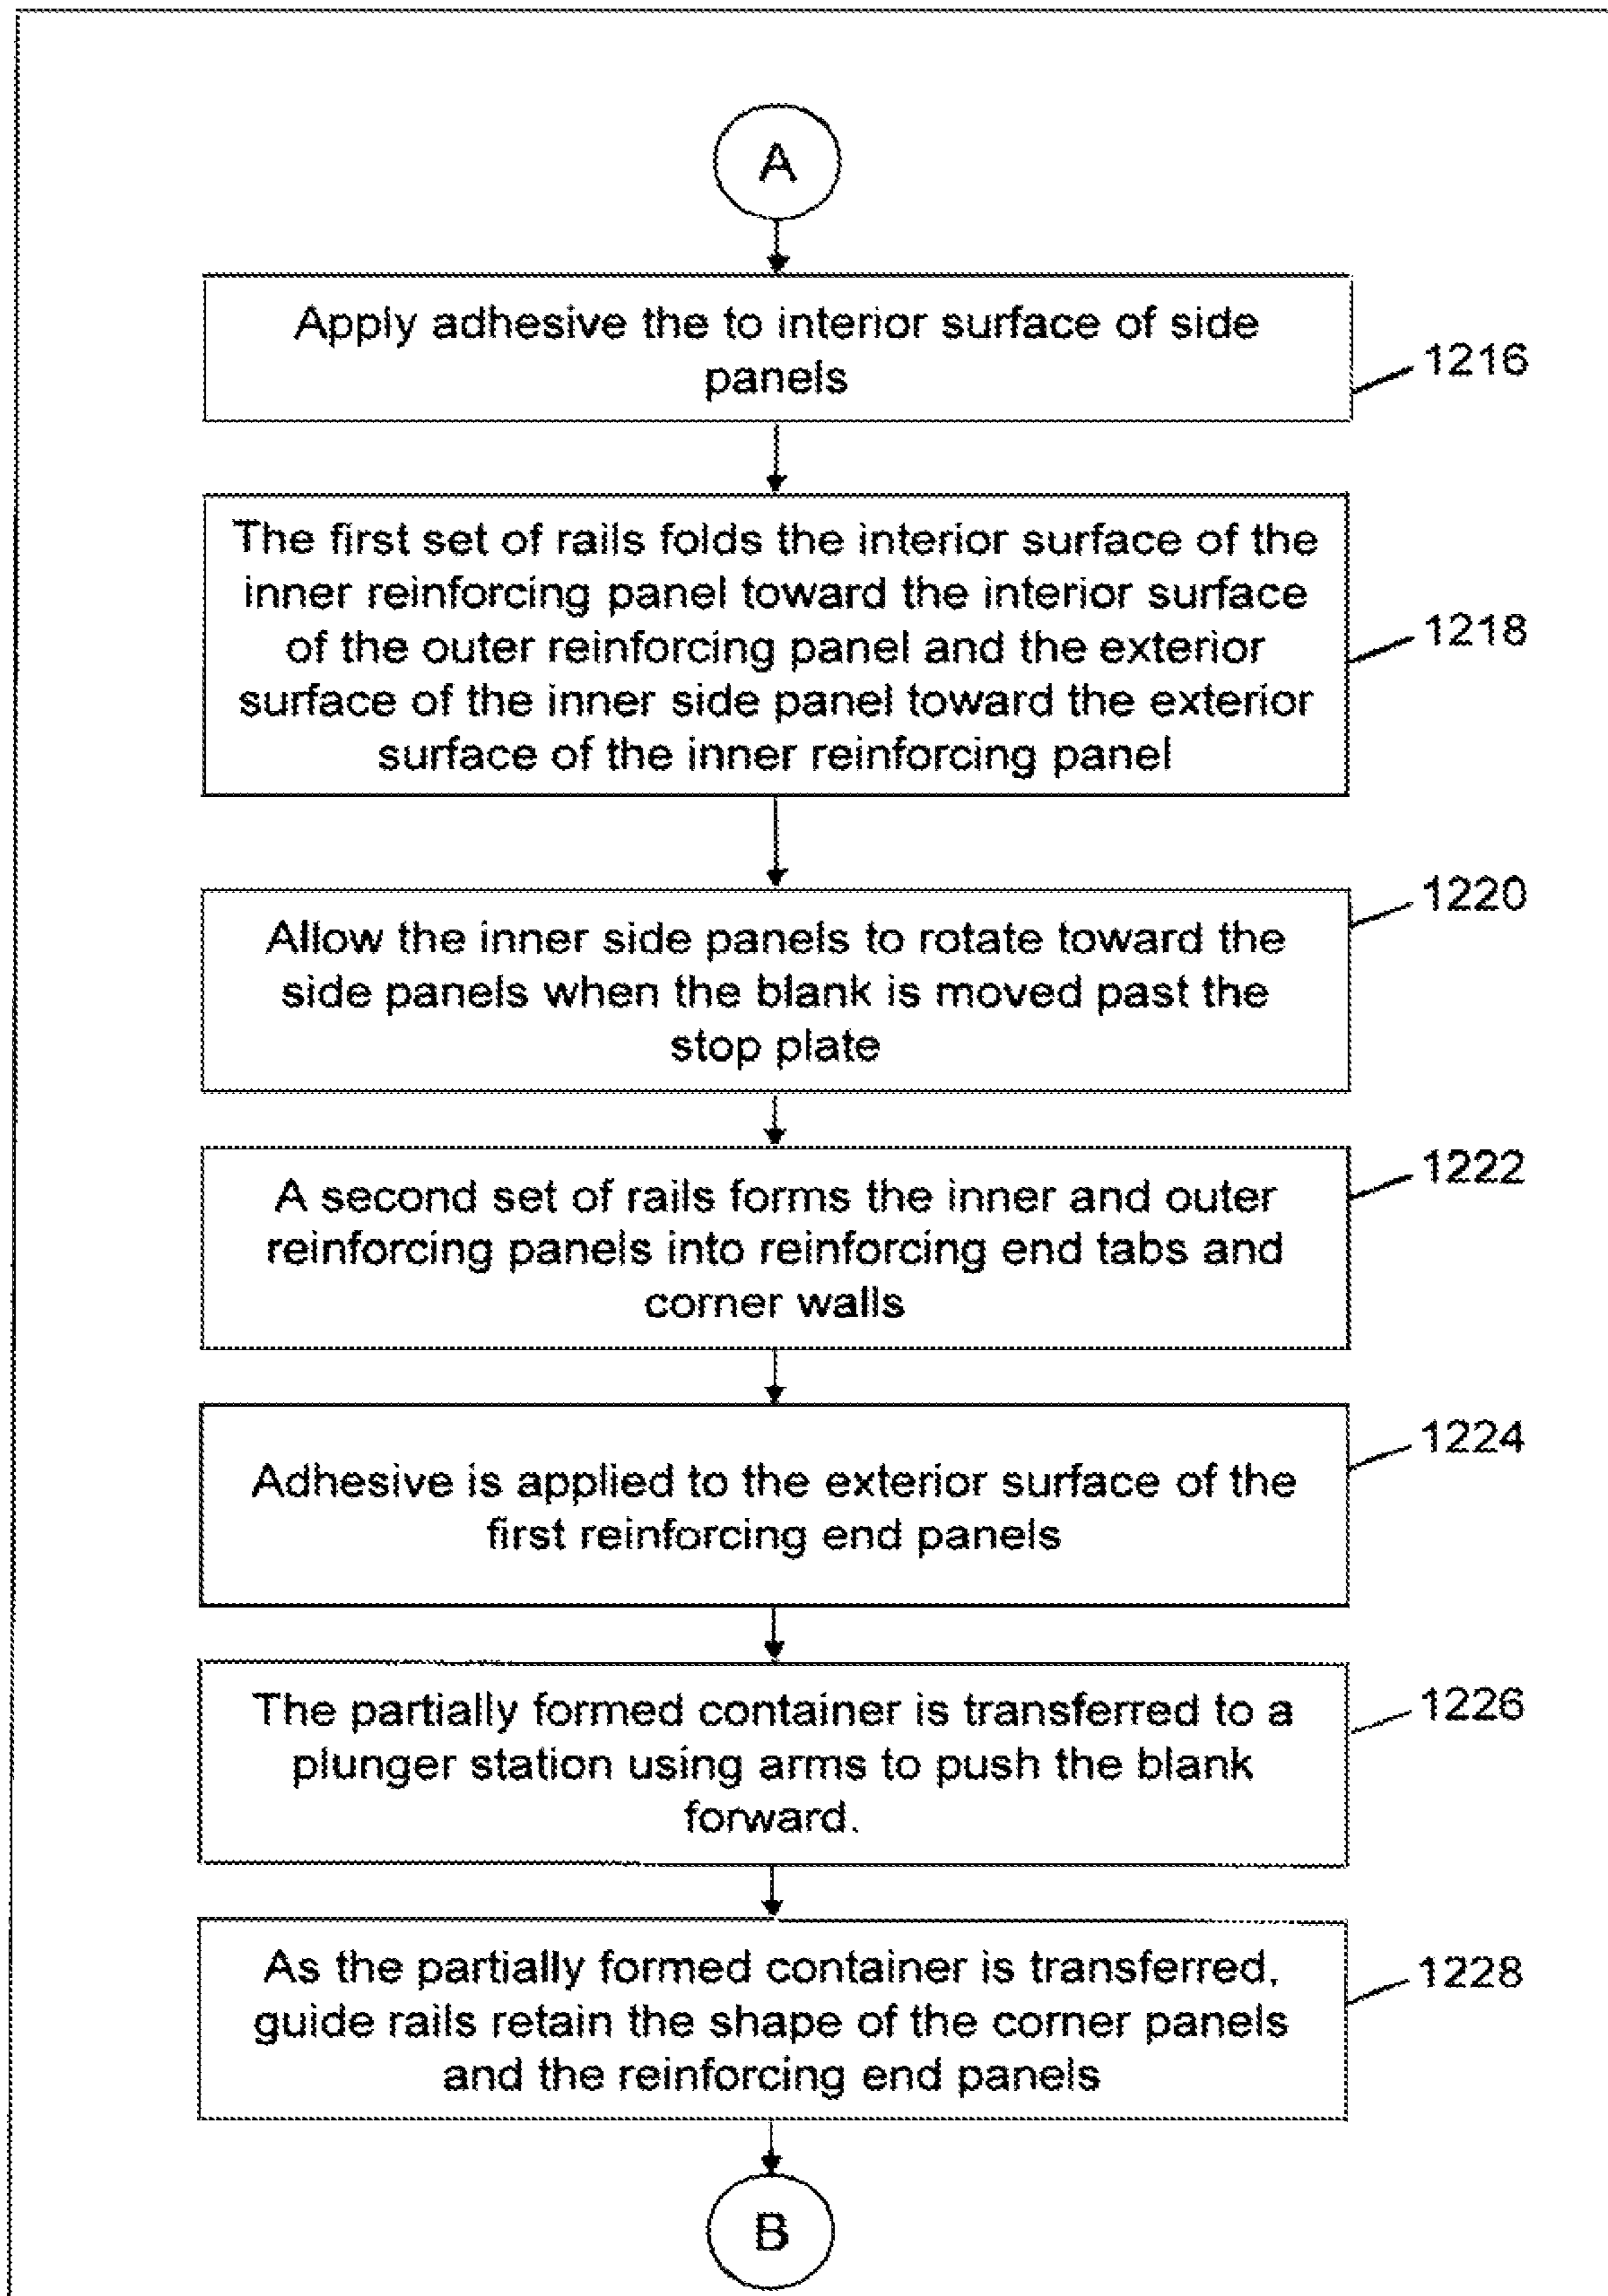 A
Apply adhesive the to interior surface of side
panels
1216
The first set of rails folds the interior surface of the
inner reinforcing panel toward the interior surface
of the outer reinforcing panel and the exterior
surface of the inner side panel toward the exterior
surface of the inner reinforcing panel
1218
Allow the inner side panels to rotate toward the
side panels when the blank is moved past the
stop plate
1220
A second set of rails forms the inner and outer
reinforcing panels into reinforcing end tabs and
corner walls
1222
Adhesive is applied to the exterior surface of the
first reinforcing end panels
1224
The partially formed container is transferred to a
plunger station using arms to push the blank
forward.
1226
As the partially formed container is transferred,
guide rails retain the shape of the corner panels
and the reinforcing end panels
1228
B